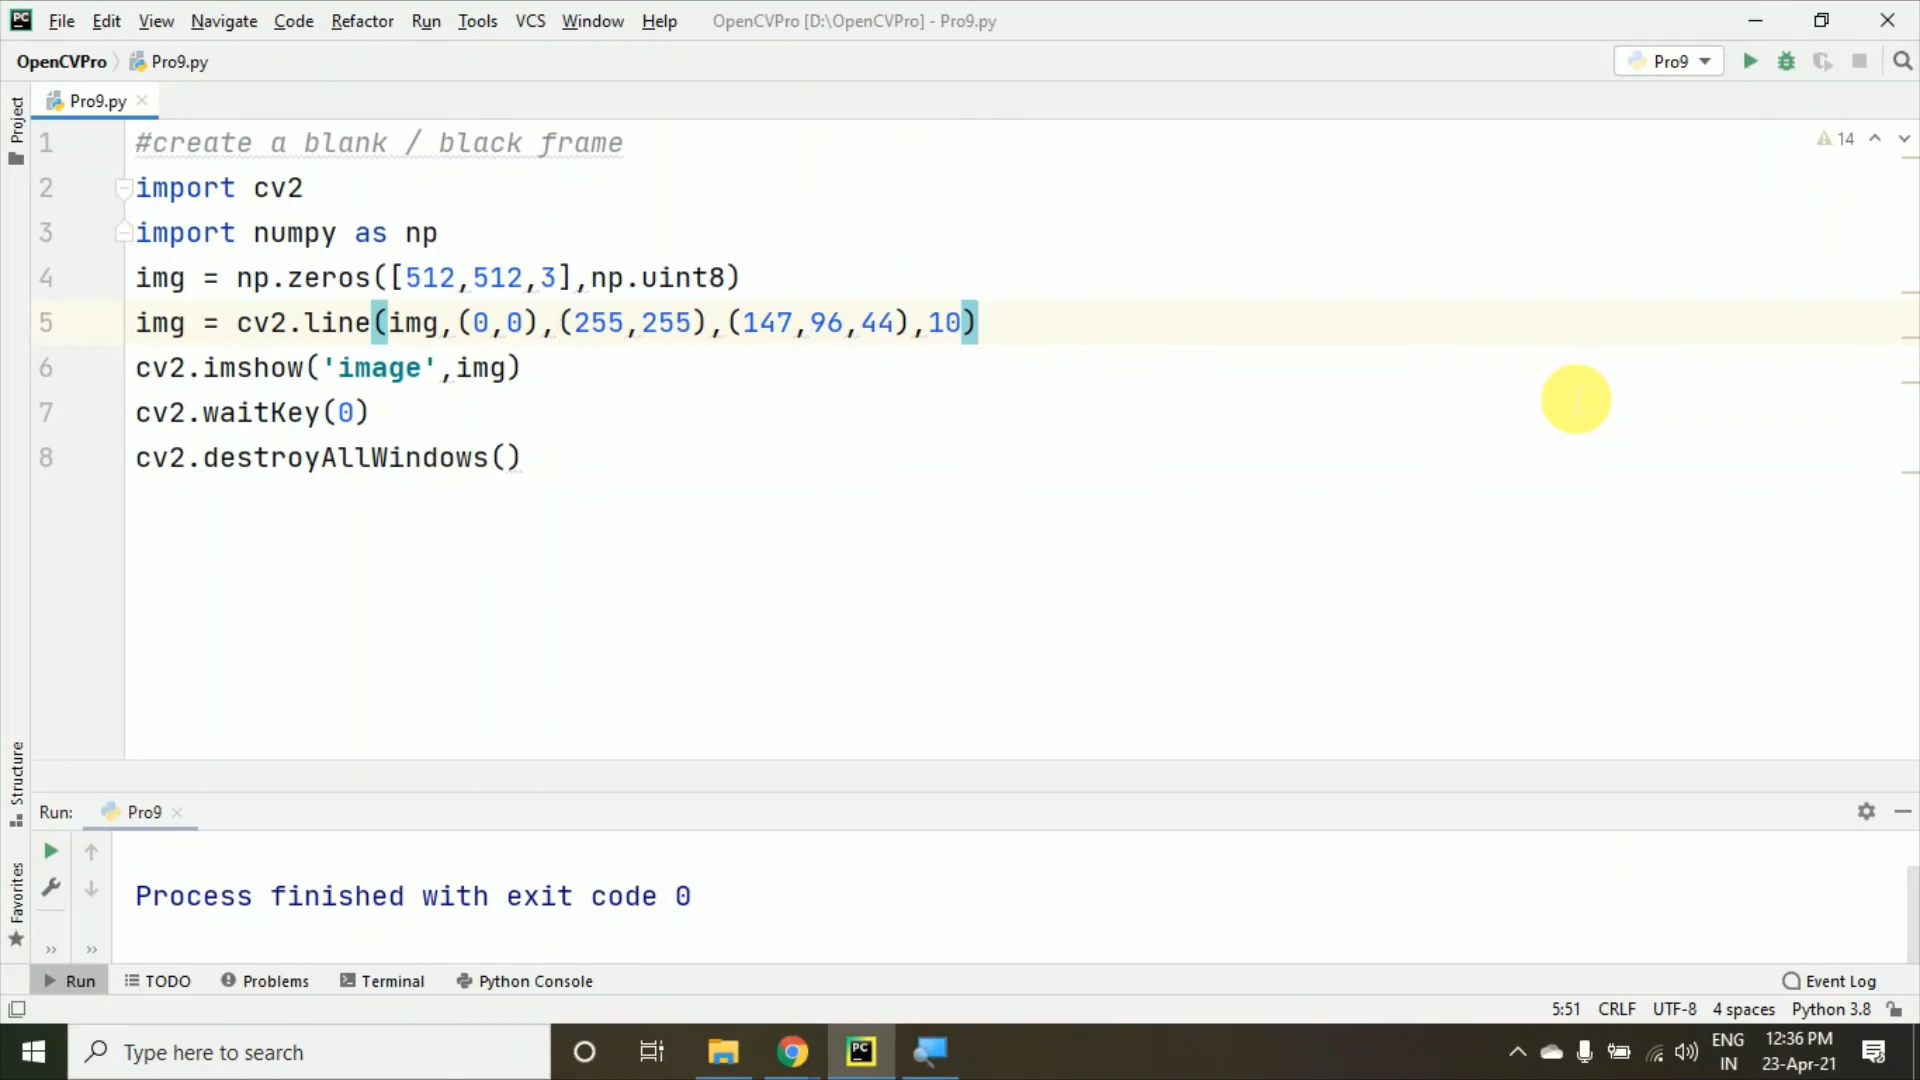 PC File Edit View Navigate Code Refactor Run Tools VCS Window Help OpenCVPro [D:\OpenCVPro] - Pro9.py
OpenCVPro Pro9.py Pro9
Project
Pro9.py
1 #create a blank / black frame
14
2 import cv2
3 import numpy as np
4 img = np.zeros([512,512,3],np.uint8)
5 img = cv2.line(img,(0,0),(255,255),(147,96,44),10)
6 cv2.imshow('image',img)
7 cv2.waitKey(0)
8 cv2.destroyAllWindows()
Structure
Run: Pro9
Favorites
Process finished with exit code 0
Run TODO Problems Terminal Python Console Event Log
5:51 CRLF UTF-8 4 spaces Python 3.8
Type here to search
PC
ENG
IN
12:36 PM
23-Apr-21